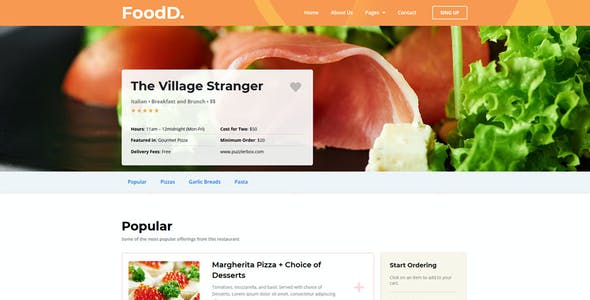 FoodD.
Home About Us Pages Contact SING UP
The Village Stranger
Italian • Breakfast and Brunch • $$
Hours: 11am – 12midnight (Mon-Fri)
Cost for Two: $50
Featured in: Gourmet Pizza
Minimum Order: $20
Delivery Fees: Free
www.puzzlerbox.com
Popular Pizzas Garlic Breads Pasta
Popular
Some of the most popular offerings from this restaurant
Margherita Pizza + Choice of
Desserts
Tomatoes, mozzarella, and basil. Served with choice of
Desserts. Lorem ipsum dolor sit amet, consectetur adipiscing
Start Ordering
Click on an item to add to your
cart.